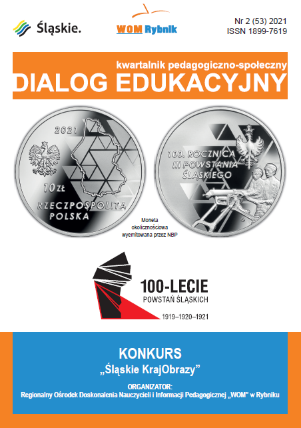 Śląskie.
WOM Rybnik
Nr 2 (53) 2021
ISSN 1899-7619
kwartalnik pedagogiczno-społeczny
DIALOG EDUKACYJNY
2021
10 ZŁ
RZECZPOSPOLITA
POLSKA
100. ROCZNICA
III POWSTANIA
ŚLĄSKIEGO
Moneta
okolicznościowa
wyemitowana przez NBP
100-LECIE
POWSTAŃ ŚLĄSKICH
1919–1920–1921
KONKURS
„Śląskie KrajObrazy”
ORGANIZATOR:
Regionalny Ośrodek Doskonalenia Nauczycieli i Informacji Pedagogicznej „WOM” w Rybniku